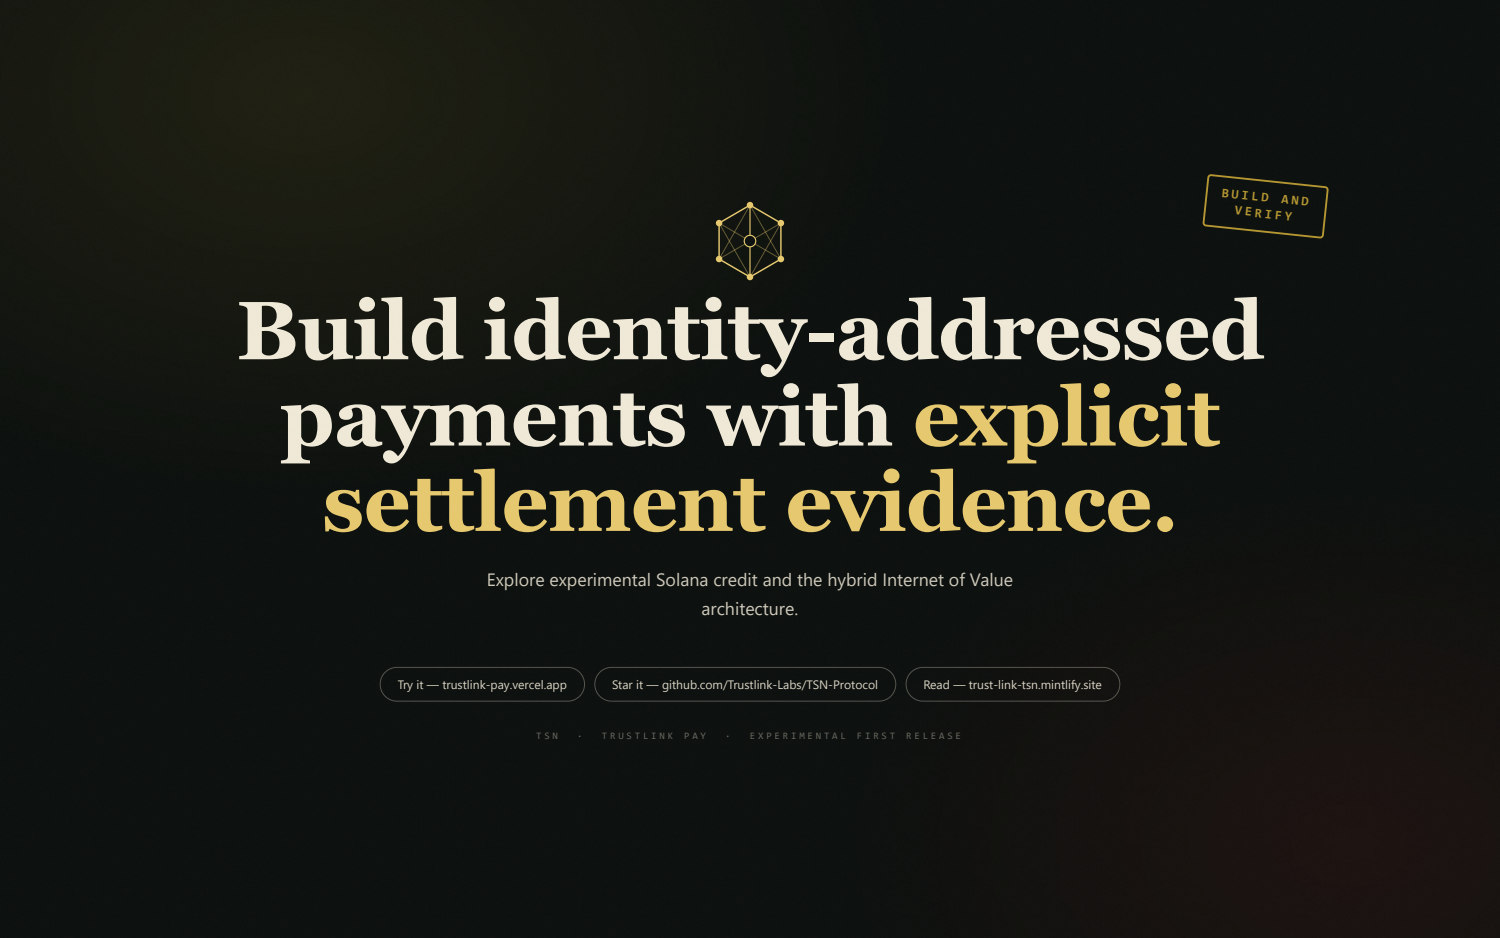 BUILD AND
VERIFY
Build identity-addressed
payments with explicit
settlement evidence.
Explore experimental Solana credit and the hybrid Internet of Value
architecture.
Try it — trustlink-pay.vercel.app
Star it — github.com/Trustlink-Labs/TSN-Protocol
Read — trust-link-tsn.mintlify.site
TSN · TRUSTLINK PAY · EXPERIMENTAL FIRST RELEASE